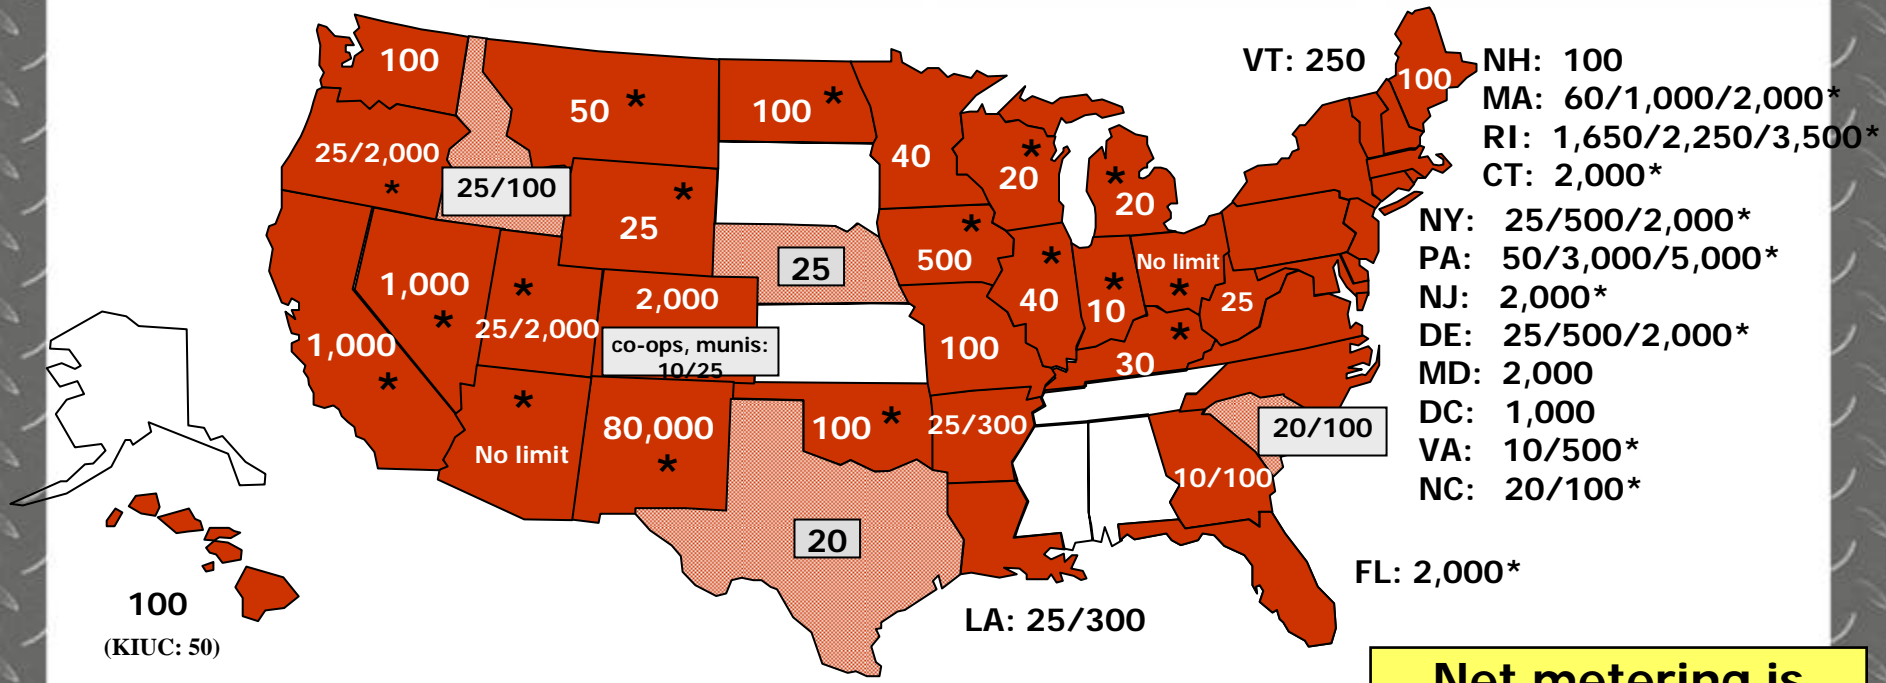 100
50 *
100 *
VT: 250
100
NH: 100
MA: 60/1,000/2,000*
RI: 1,650/2,250/3,500*
CT: 2,000*
25/2,000
*
25/100
25 *
40
20 *
20 *
NY: 25/500/2,000*
PA: 50/3,000/5,000*
NJ: 2,000*
DE: 25/500/2,000*
MD: 2,000
DC: 1,000
VA: 10/500*
NC: 20/100*
1,000
*
1,000
*
25/2,000
*
2,000
co-ops, munis:
10/25
25
500 *
40 *
10 *
No limit
*
25
100
30 *
*
No limit
80,000
*
100 *
25/300
20/100
10/100
20
100
(KIUC: 50)
LA: 25/300
FL: 2,000*
Net metering is